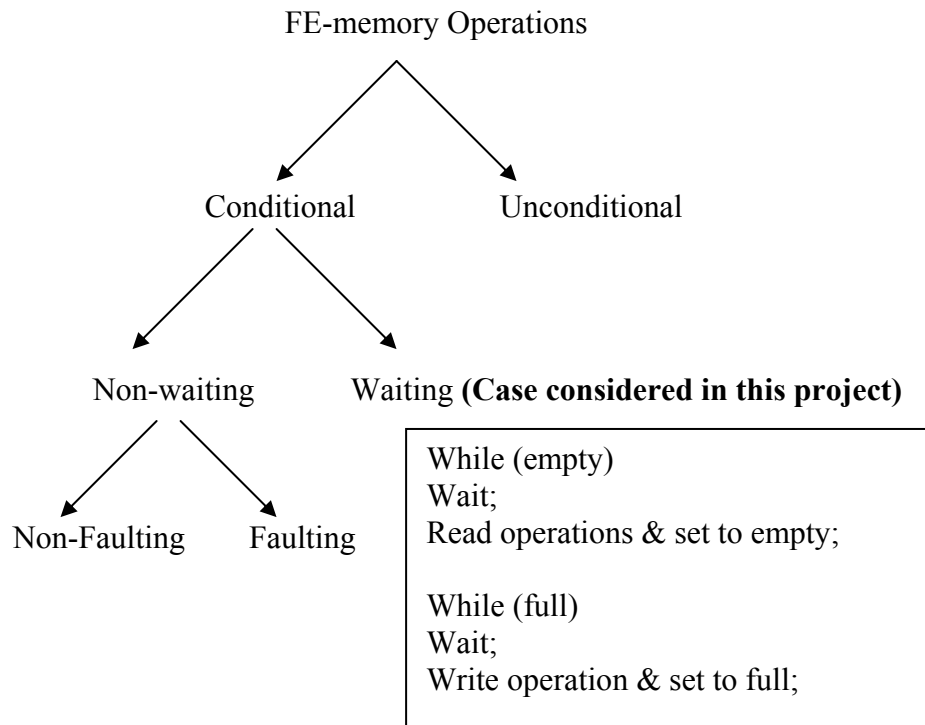 FE-memory Operations
Conditional Unconditional
Non-waiting Waiting (Case considered in this project)
Non-Faulting Faulting
While (empty)
Wait;
Read operations & set to empty;
While (full)
Wait;
Write operation & set to full;